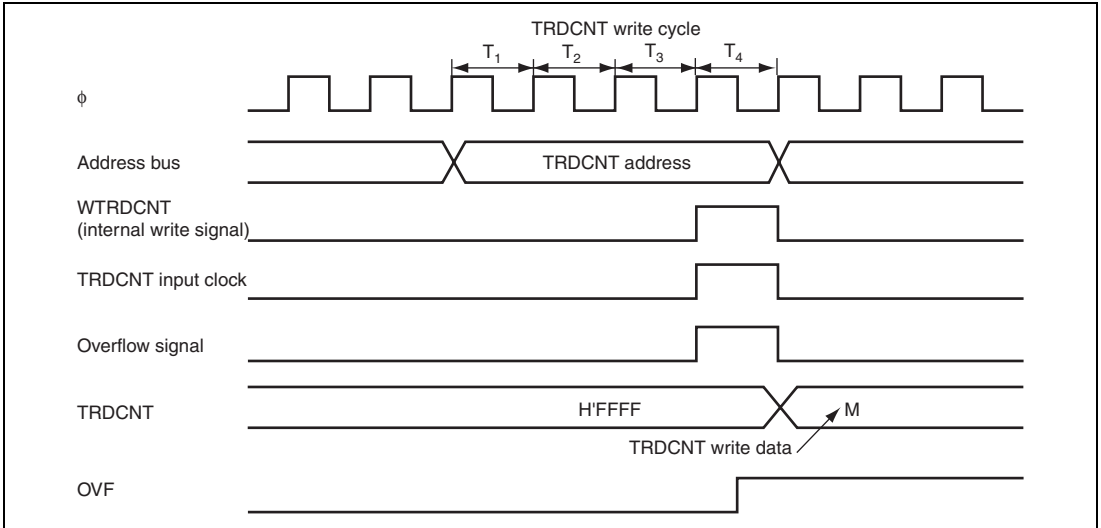 TRDCNT write cycle
T₁ T₂ T₃ T₄
ϕ
Address bus TRDCNT address
WTRDCNT
(internal write signal)
TRDCNT input clock
Overflow signal
TRDCNT H'FFFF M
TRDCNT write data
OVF